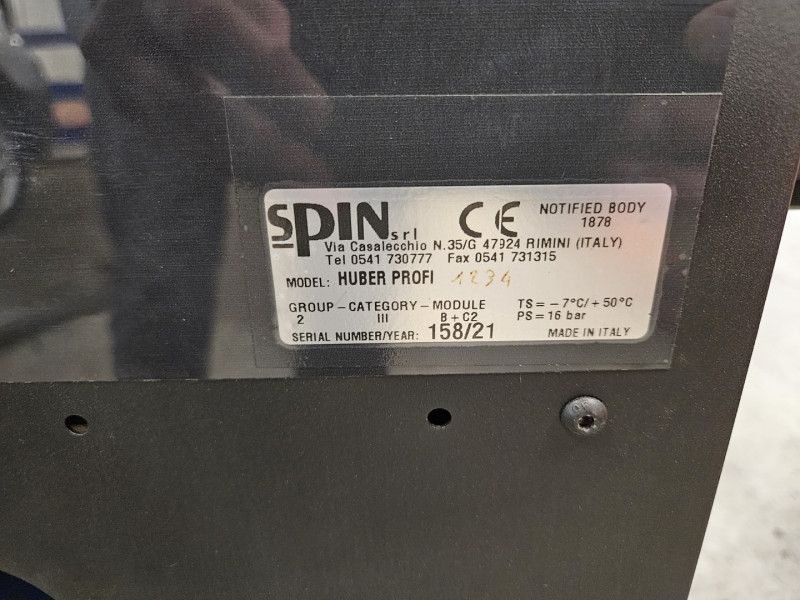 SPIN srl CE NOTIFIED BODY
1878
Via Casalecchio N.35/G 47924 RIMINI (ITALY)
Tel 0541 730777 Fax 0541 731315
MODEL: HUBER PROFI 1234
GROUP-CATEGORY-MODULE TS= -7°C/+50°C
2 III B+C2 PS=16 bar
SERIAL NUMBER/YEAR: 158/21 MADE IN ITALY